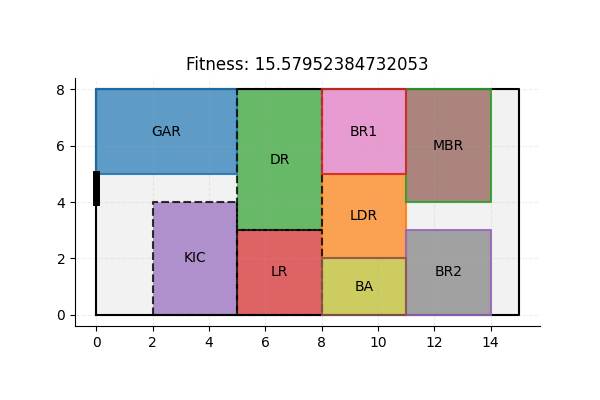 Fitness: 15.57952384732053
8
6
4
2
0
GAR
DR
BR1
MBR
LDR
KIC
LR
BA
BR2
0 2 4 6 8 10 12 14